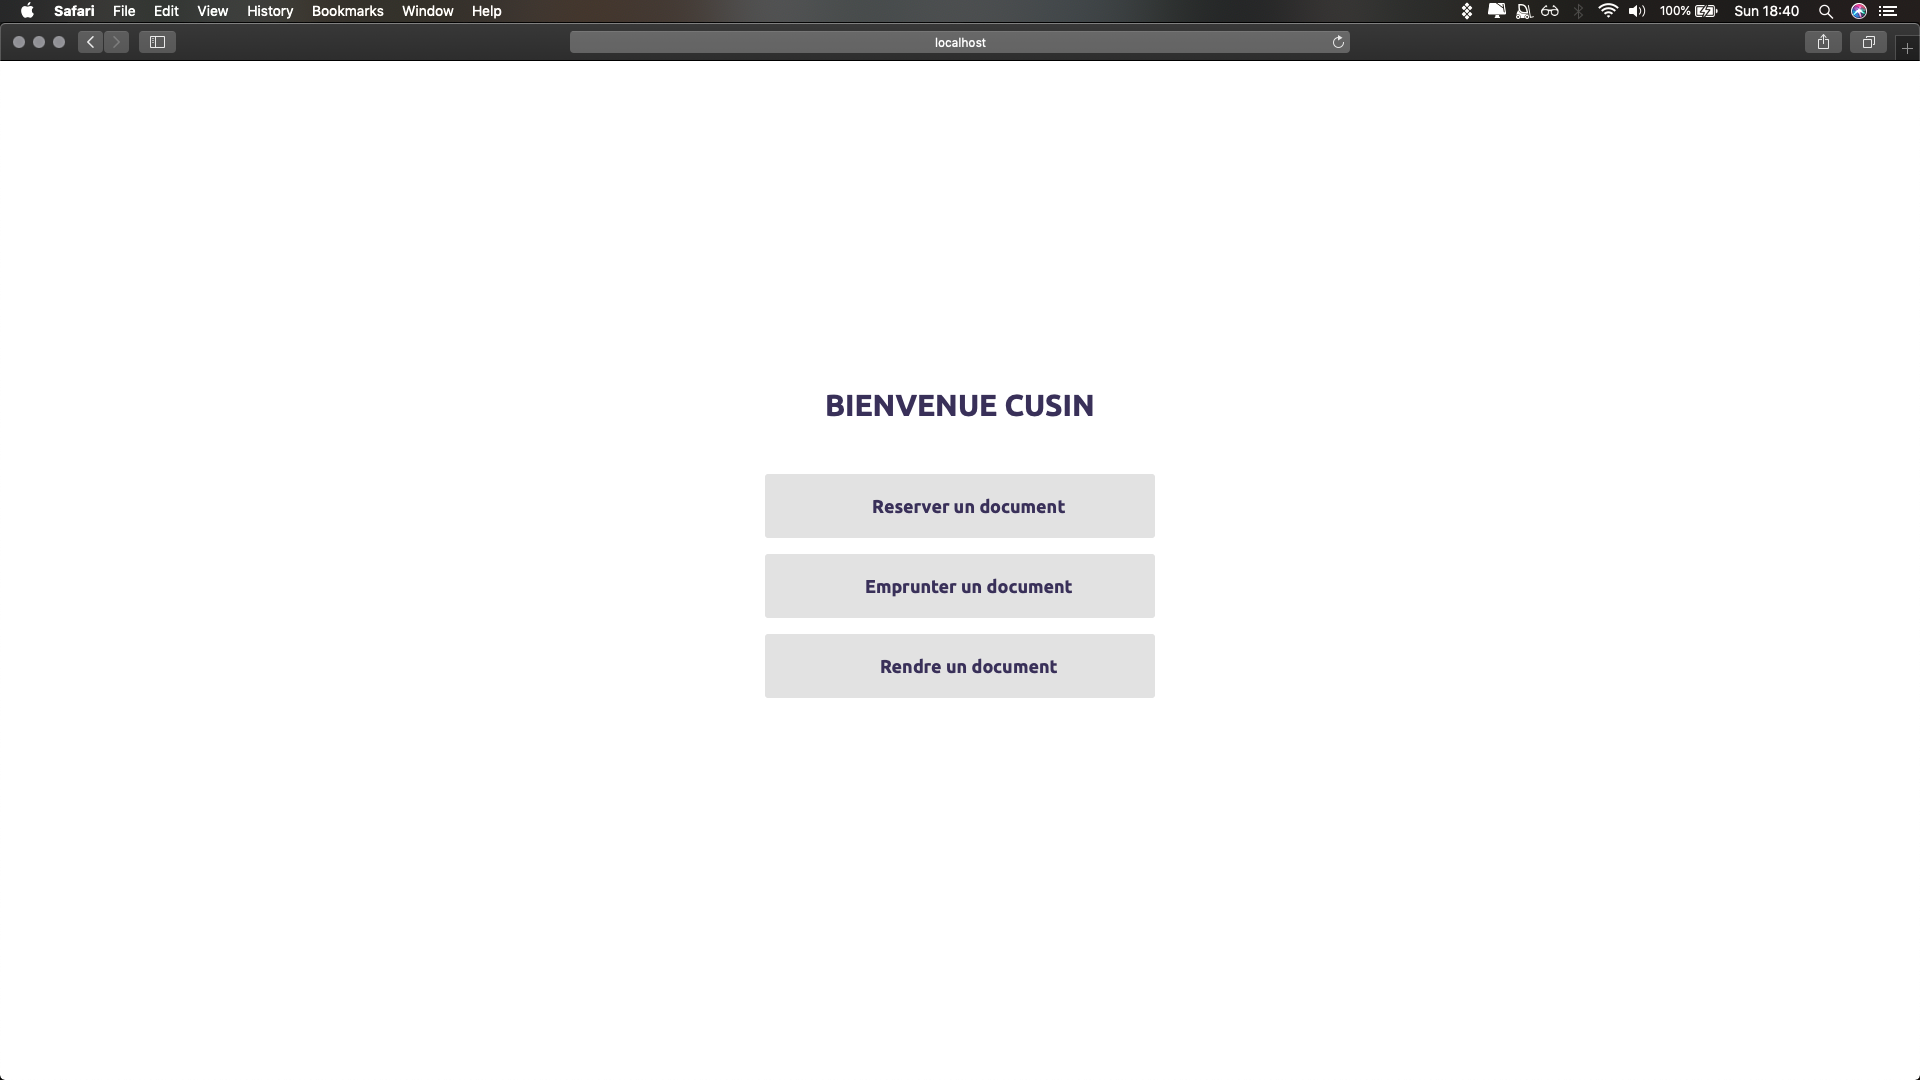 Safari File Edit View History Bookmarks Window Help 100% Sun 18:40
localhost
BIENVENUE CUSIN
Reserver un document
Emprunter un document
Rendre un document